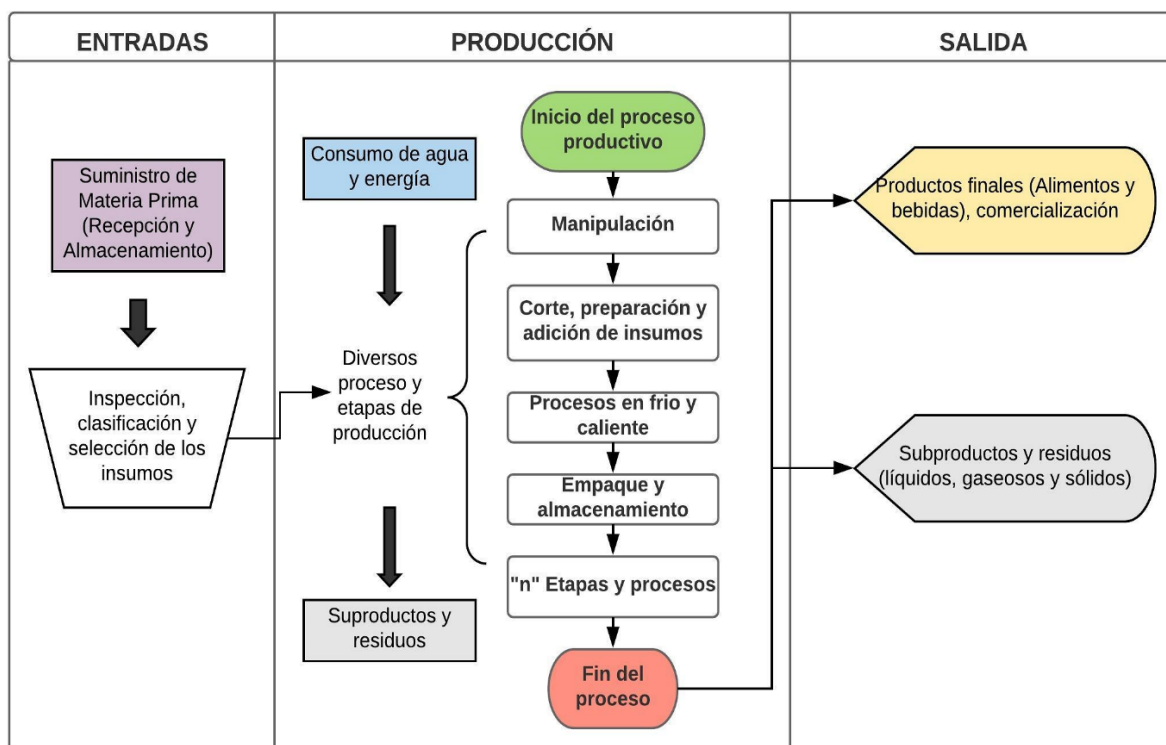 ENTRADAS
PRODUCCIÓN
SALIDA
Suministro de
Materia Prima
(Recepción y
Almacenamiento)
Inspección,
clasificación y
selección de los
insumos
Consumo de agua
y energía
Diversos
proceso y
etapas de
producción
Suproductos y
residuos
Inicio del proceso
productivo
Manipulación
Corte, preparación y
adición de insumos
Procesos en frio y
caliente
Empaque y
almacenamiento
"n" Etapas y procesos
Fin del
proceso
Productos finales (Alimentos y
bebidas), comercialización
Subproductos y residuos
(líquidos, gaseosos y sólidos)